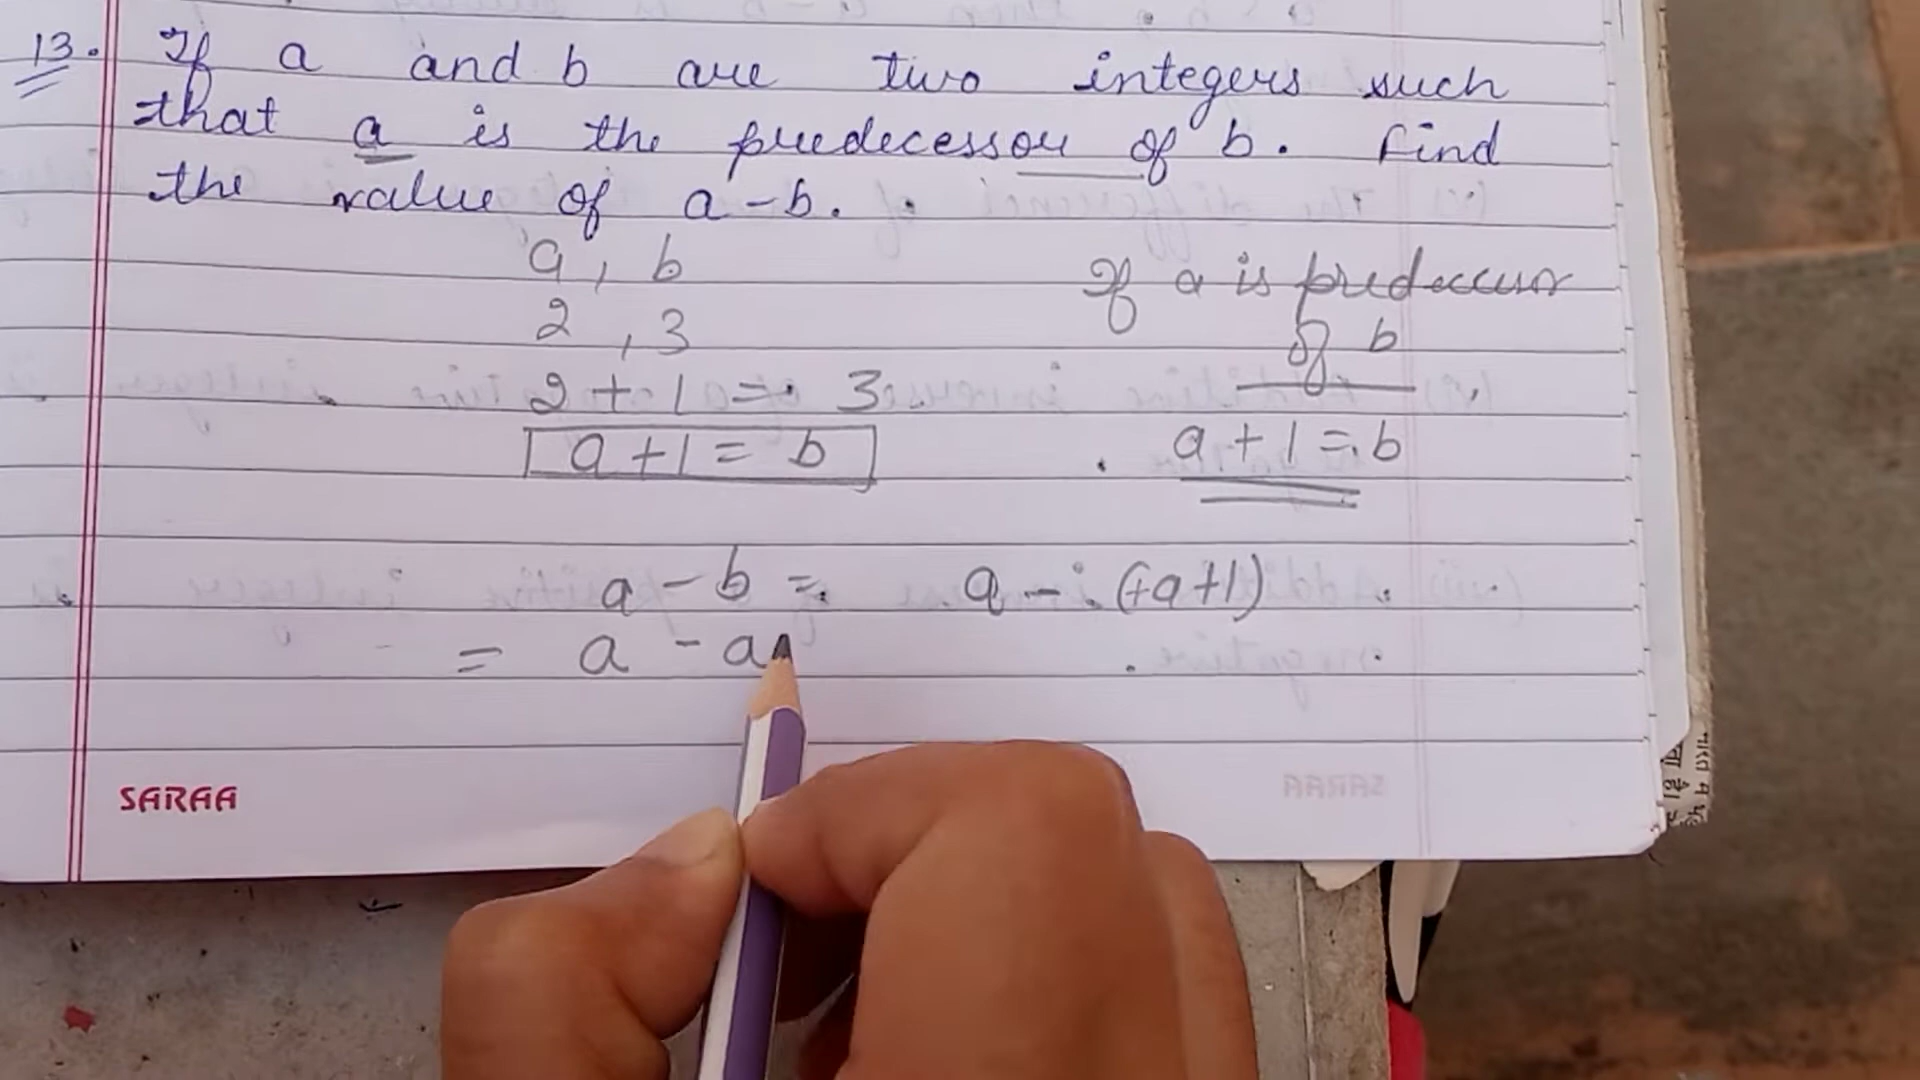 13. If a and b are two integers such
that a is the predecessor of b. Find
the value of a-b.
a, b
2, 3
2+1= 3
a+1= b
If a is predecessor
of b
a+1=b
a-b = a - (+a+1)
= a - a
SARAA